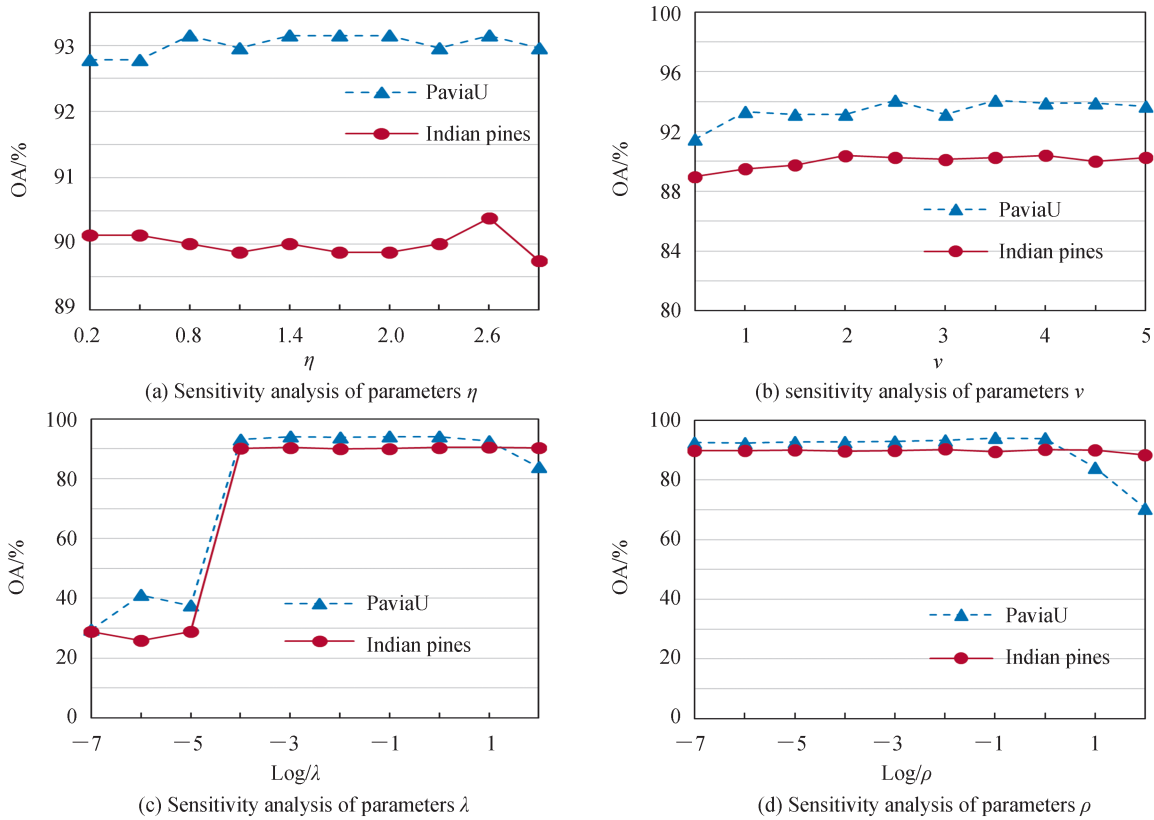 93
92
91
90
89
OA/%
PaviaU
Indian pines
0.2 0.8 1.4 2.0 2.6
η
(a) Sensitivity analysis of parameters η
100
96
92
88
84
80
OA/%
PaviaU
Indian pines
1 2 3 4 5
v
(b) sensitivity analysis of parameters v
100
80
60
40
20
0
OA/%
PaviaU
Indian pines
−7 −5 −3 −1 1
Log/λ
(c) Sensitivity analysis of parameters λ
100
80
60
40
20
0
OA/%
PaviaU
Indian pines
−7 −5 −3 −1 1
Log/ρ
(d) Sensitivity analysis of parameters ρ